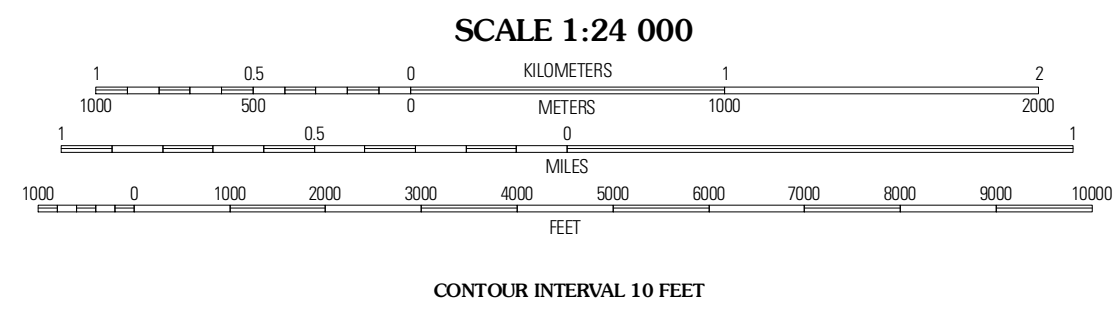 SCALE 1:24 000
1 0.5 0 KILOMETERS 1 2
1000 500 0 METERS 1000 2000
1 0.5 0 1
MILES
1000 0 1000 2000 3000 4000 5000 6000 7000 8000 9000 10000
FEET
CONTOUR INTERVAL 10 FEET